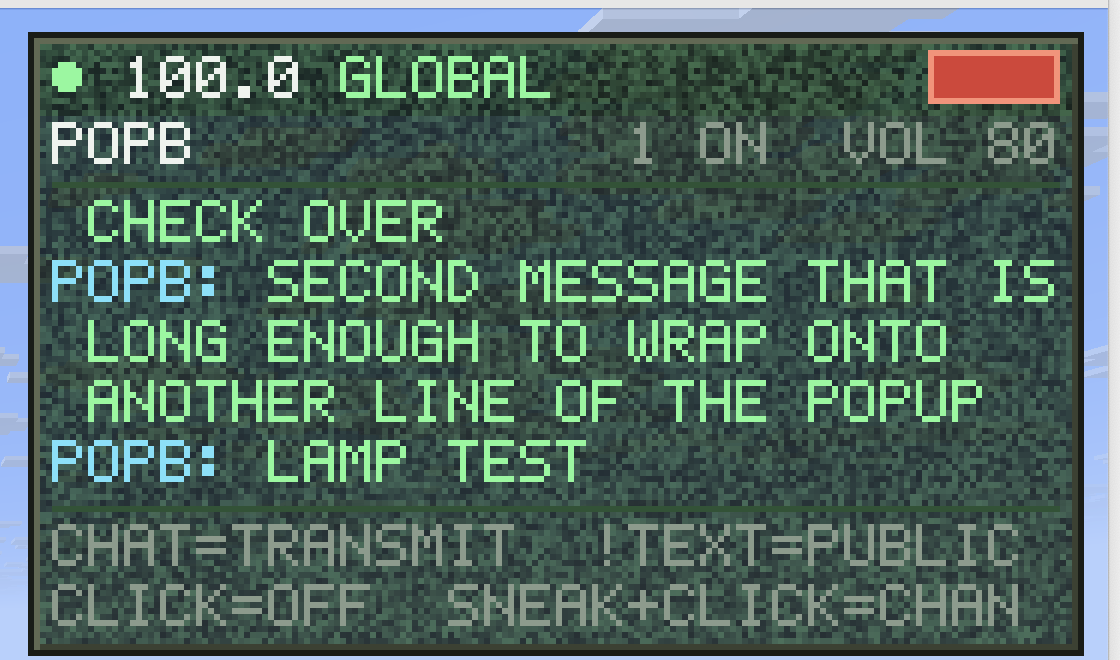 100.0 GLOBAL
POPB 1 ON VOL 80
CHECK OVER
POPB: SECOND MESSAGE THAT IS
LONG ENOUGH TO WRAP ONTO
ANOTHER LINE OF THE POPUP
POPB: LAMP TEST
CHAT=TRANSMIT !TEXT=PUBLIC
CLICK=OFF SNEAK+CLICK=CHAN